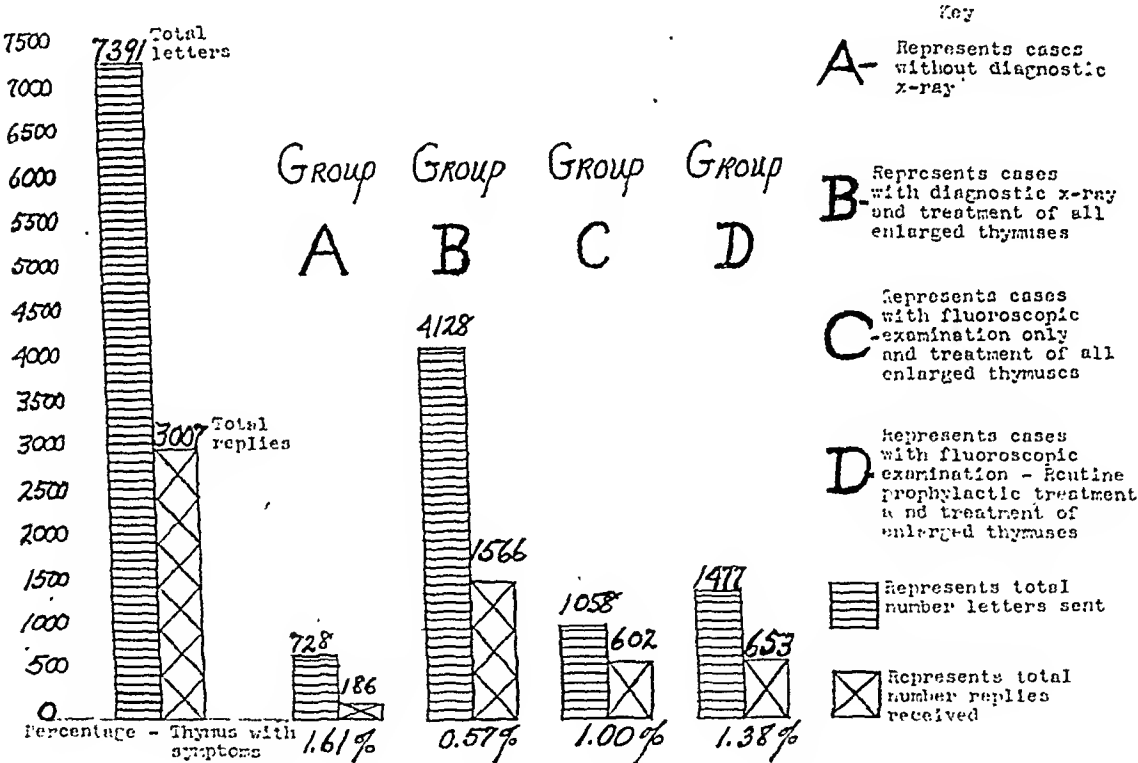 7500
7000
6500
6000
5500
5000
4500
4000
3500
3000
2500
2000
1500
1000
500
0
7391
Total
letters
3007
Total
replies
Group
A
728
186
1.61%
Group
B
4128
1566
0.57%
Group
C
1058
602
1.00%
Group
D
1477
653
1.38%
Percentage - Thymus with
symptoms
Key
A- Represents cases
without diagnostic
x-ray
B- Represents cases
with diagnostic x-ray
and treatment of all
enlarged thymuses
C- Represents cases
with fluoroscopic
examination only
and treatment of all
enlarged thymuses
D- Represents cases
with fluoroscopic
examination - Routine
prophylactic treatment
and treatment of
enlarged thymuses
Represents total
number letters sent
Represents total
number replies
received